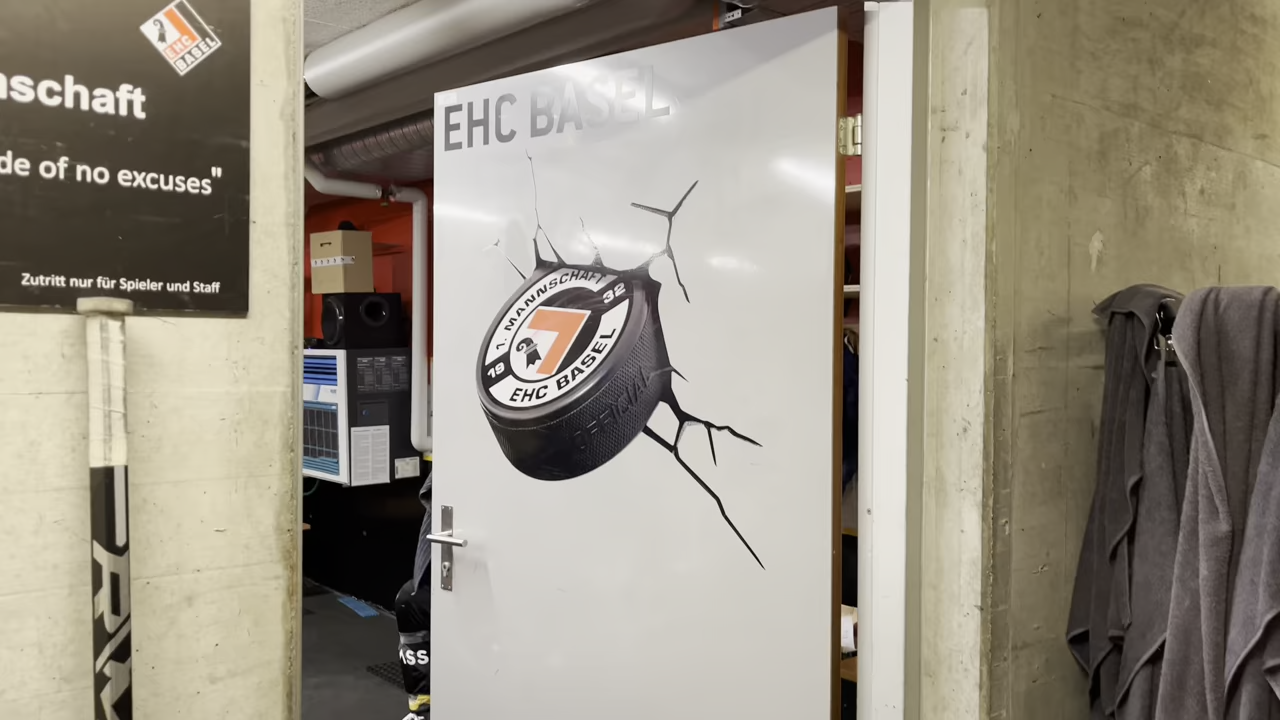 EHC
BASEL
nschaft
de of no excuses"
Zutritt nur für Spieler und Staff
EHC BASEL
1. MANNSCHAFT
19 32
EHC BASEL
OFFICIAL
ASS